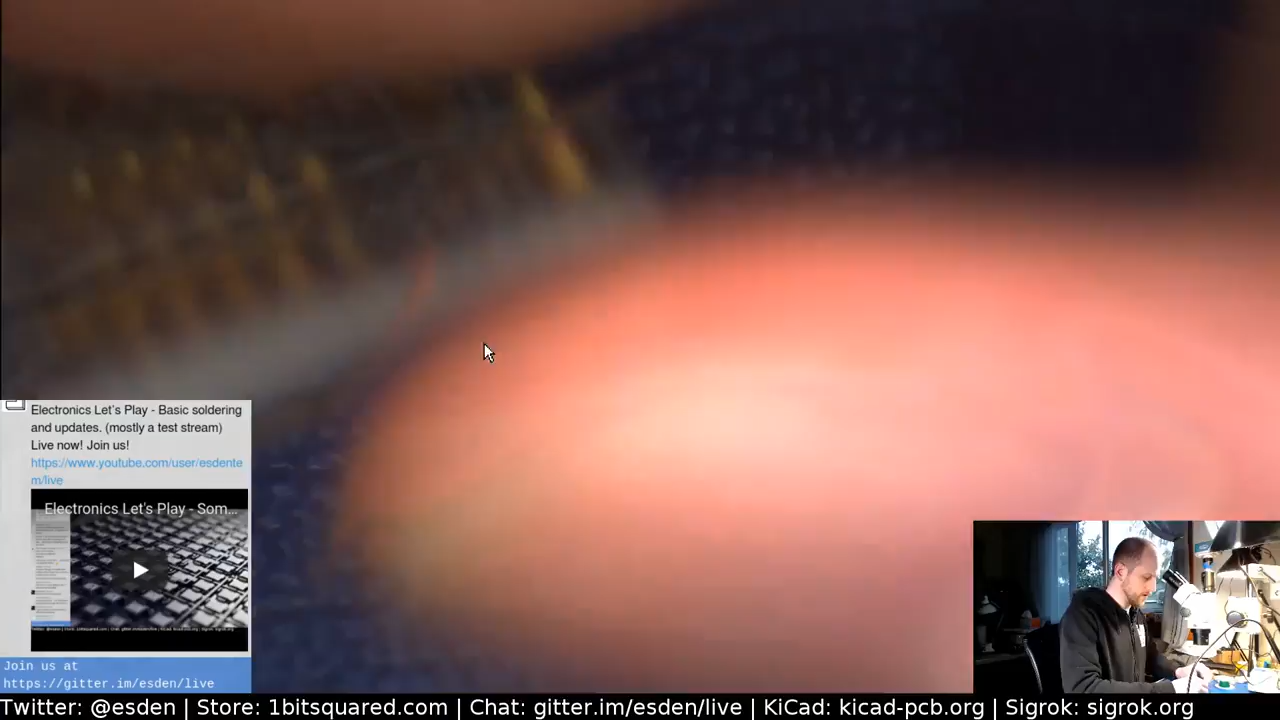 Electronics Let's Play - Basic soldering
and updates. (mostly a test stream)
Live now! Join us!
https://www.youtube.com/user/esdente
m/live
Electronics Let's Play - Som...
Join us at
https://gitter.im/esden/live
Twitter: @esden | Store: 1bitsquared.com | Chat: gitter.im/esden/live | KiCad: kicad-pcb.org | Sigrok: sigrok.org